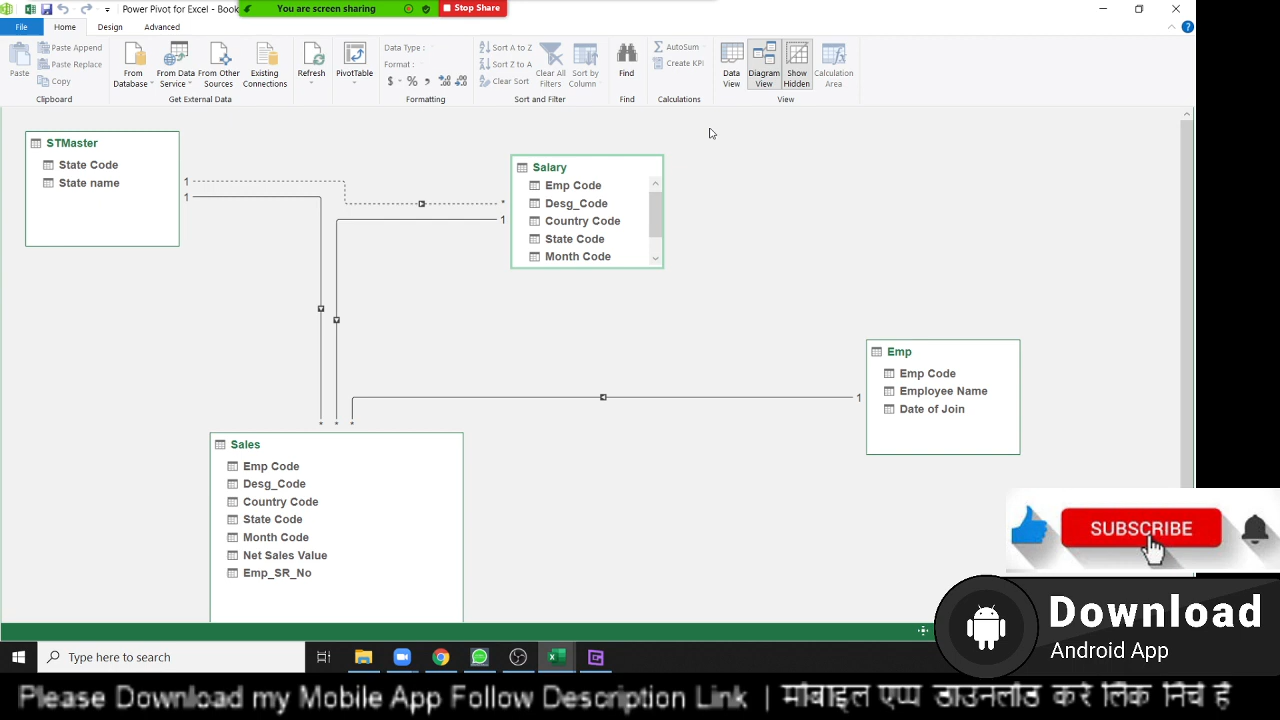 Power Pivot for Excel - Book
You are screen sharing
Stop Share
File
Home
Design
Advanced
Paste
Paste Append
Paste Replace
Copy
Clipboard
From Database
From Data Service
From Other Sources
Existing Connections
Get External Data
Refresh
PivotTable
Data Type :
Format :
$ % ,
Formatting
Sort A to Z
Sort Z to A
Clear Sort
Clear All Filters
Sort by Column
Sort and Filter
Find
Find
AutoSum
Create KPI
Calculations
Data View
Diagram View
Show Hidden
Calculation Area
View
STMaster
State Code
State name
1
1
Salary
Emp Code
Desg_Code
Country Code
State Code
Month Code
*
1
Emp
Emp Code
Employee Name
Date of Join
1
* * *
Sales
Emp Code
Desg_Code
Country Code
State Code
Month Code
Net Sales Value
Emp_SR_No
SUBSCRIBE
Download
Android App
Type here to search
Please Download my Mobile App Follow Description Link | मोबाइल एप्प डाउनलोड करे लिंक निचे है